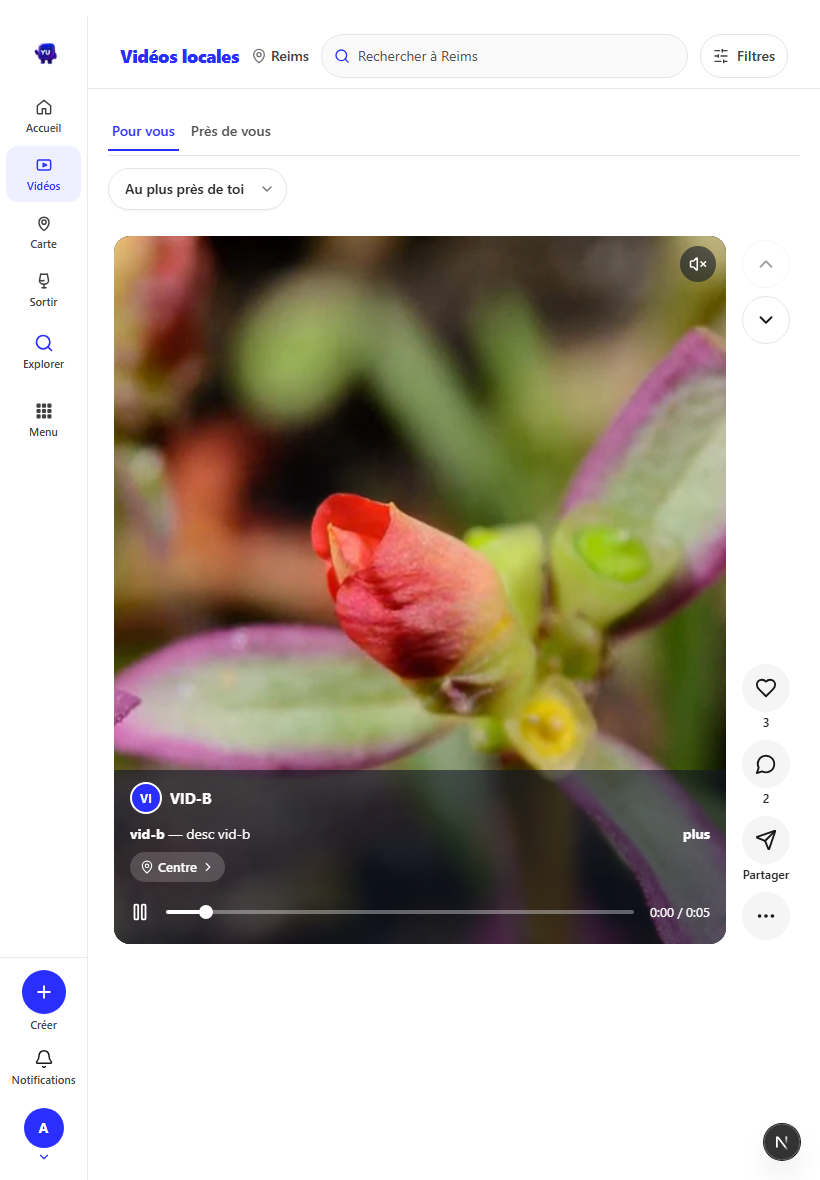 YU
Vidéos locales
Reims
Rechercher à Reims
Filtres
Accueil
Vidéos
Carte
Sortir
Explorer
Menu
Pour vous
Près de vous
Au plus près de toi
VI
VID-B
vid-b — desc vid-b
plus
Centre
0:00 / 0:05
3
2
Partager
Créer
Notifications
A
N